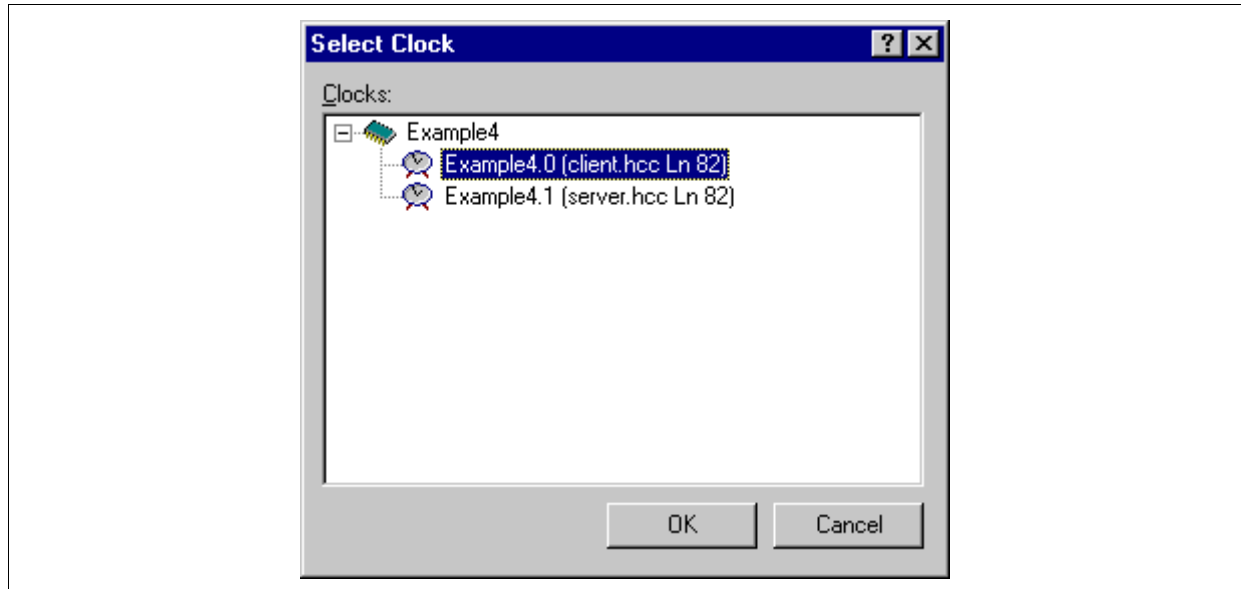 Select Clock
Clocks:
Example4
Example4.0 (client.hcc Ln 82)
Example4.1 (server.hcc Ln 82)
OK Cancel